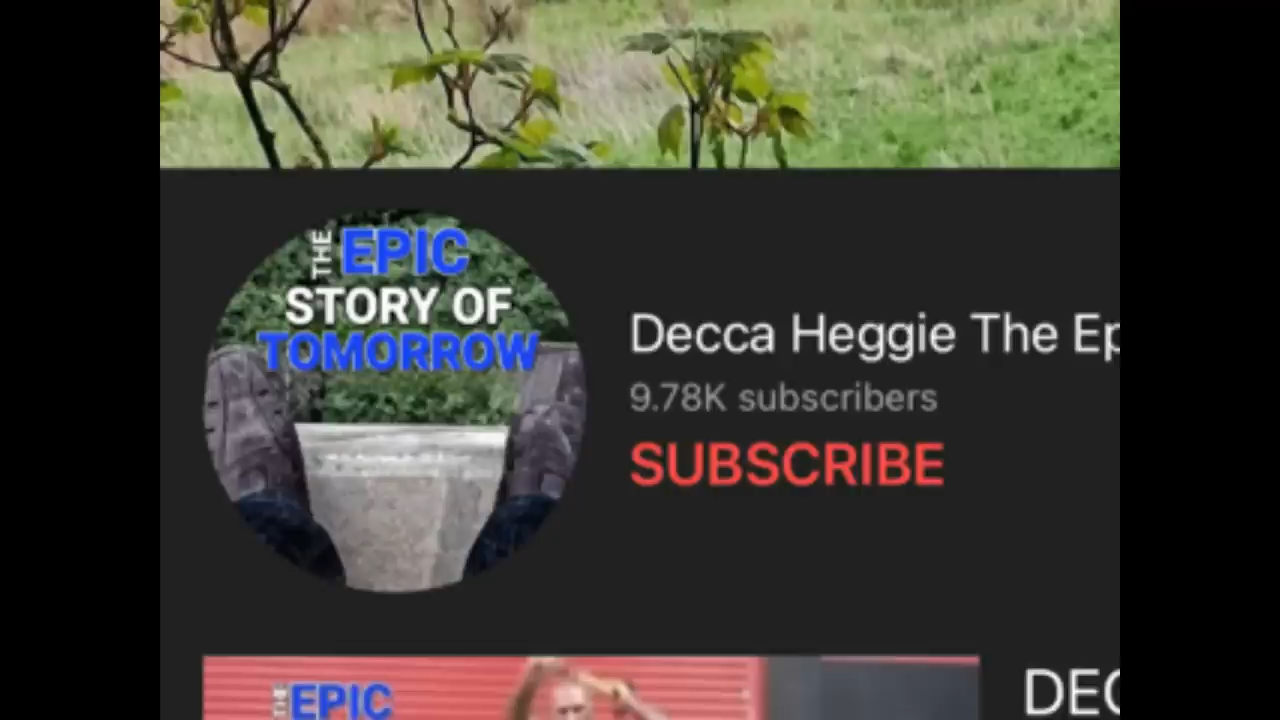 THE EPIC
STORY OF
TOMORROW
Decca Heggie The Ep
9.78K subscribers
SUBSCRIBE
THE EPIC
DEC